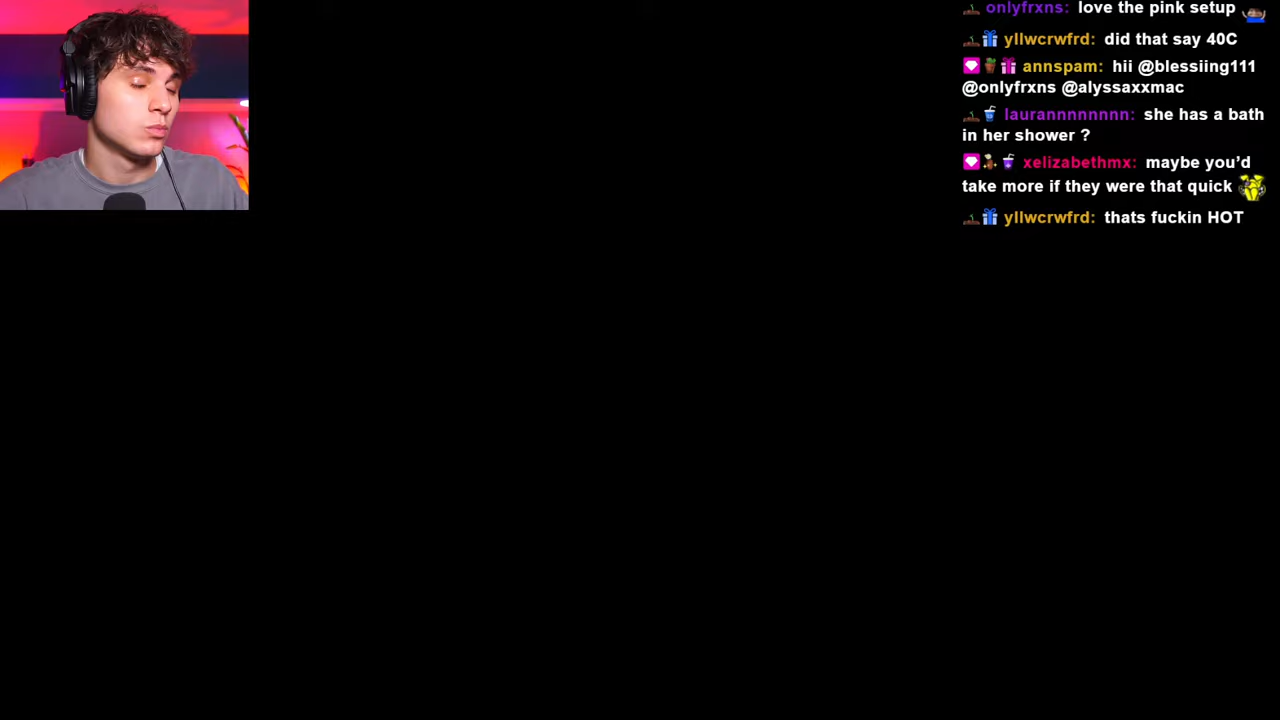 onlyfrxns: love the pink setup
yllwcrwfrd: did that say 40C
annspam: hii @blessiing111
@onlyfrxns @alyssaxxmac
laurannnnnnnn: she has a bath
in her shower ?
xelizabethmx: maybe you’d
take more if they were that quick
yllwcrwfrd: thats fuckin HOT